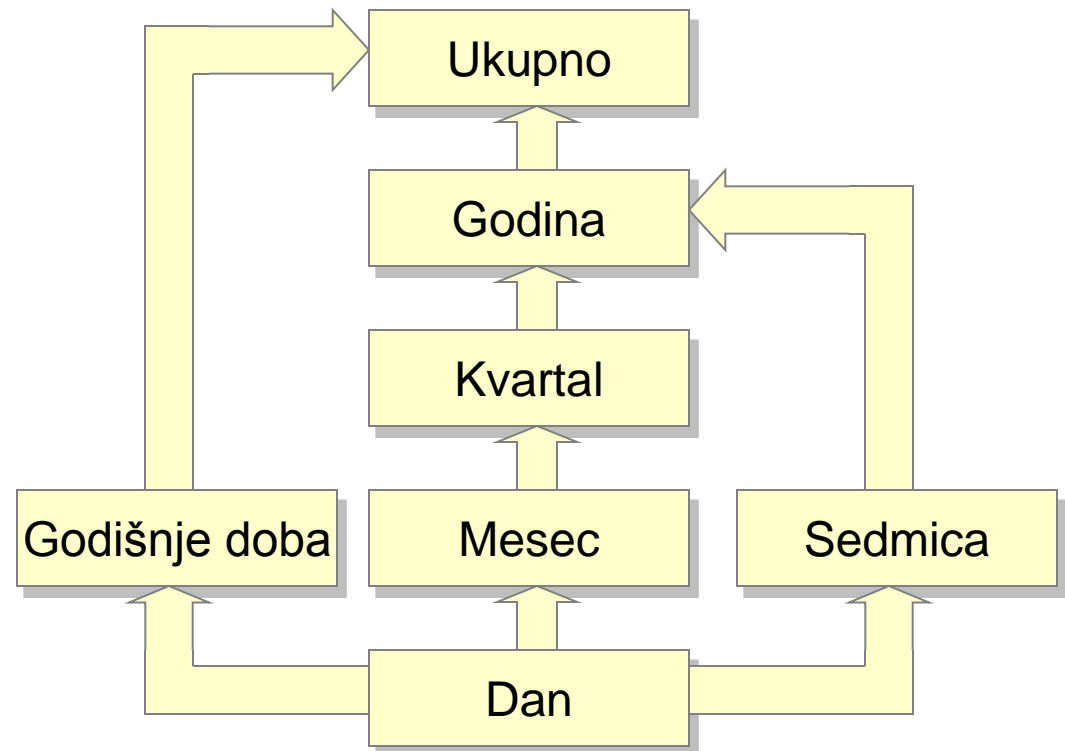 Ukupno
Godina
Kvartal
Godišnje doba
Mesec
Sedmica
Dan